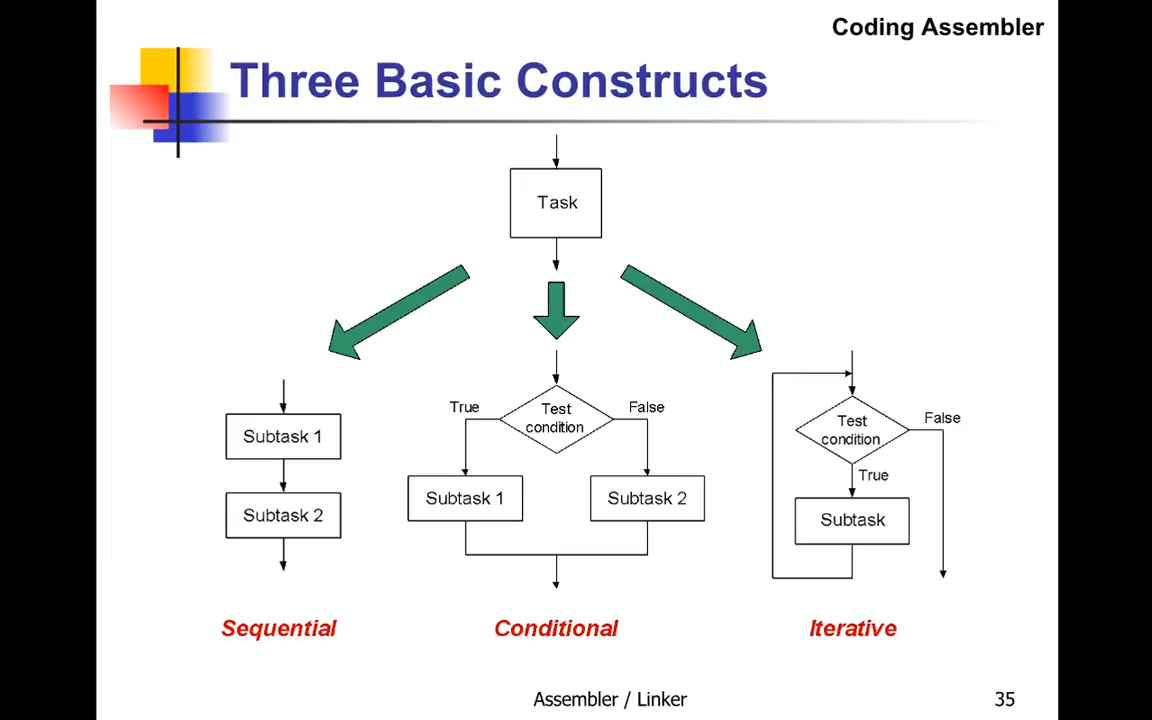 Coding Assembler
Three Basic Constructs
Task
Subtask 1
Subtask 2
Sequential
True
Test
condition
False
Subtask 1
Subtask 2
Conditional
Test
condition
False
True
Subtask
Iterative
Assembler / Linker
35